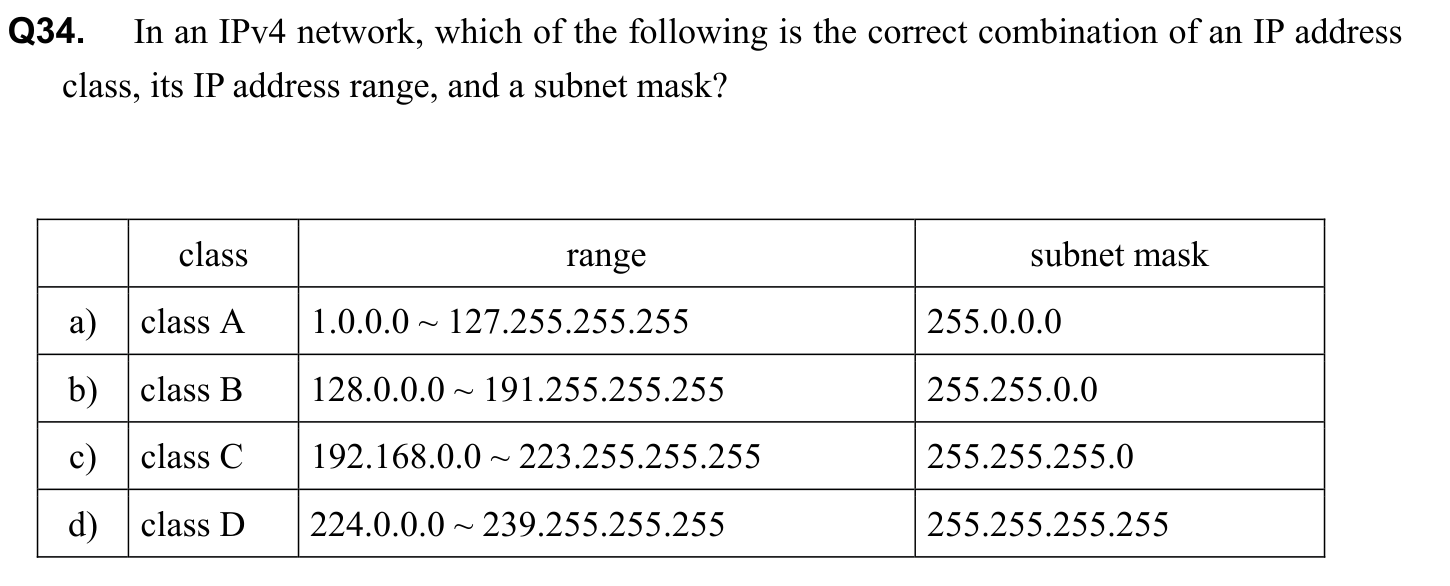 Q34. In an IPv4 network, which of the following is the correct combination of an IP address
class, its IP address range, and a subnet mask?
class range subnet mask
a) class A 1.0.0.0 ~ 127.255.255.255 255.0.0.0
b) class B 128.0.0.0 ~ 191.255.255.255 255.255.0.0
c) class C 192.168.0.0 ~ 223.255.255.255 255.255.255.0
d) class D 224.0.0.0 ~ 239.255.255.255 255.255.255.255